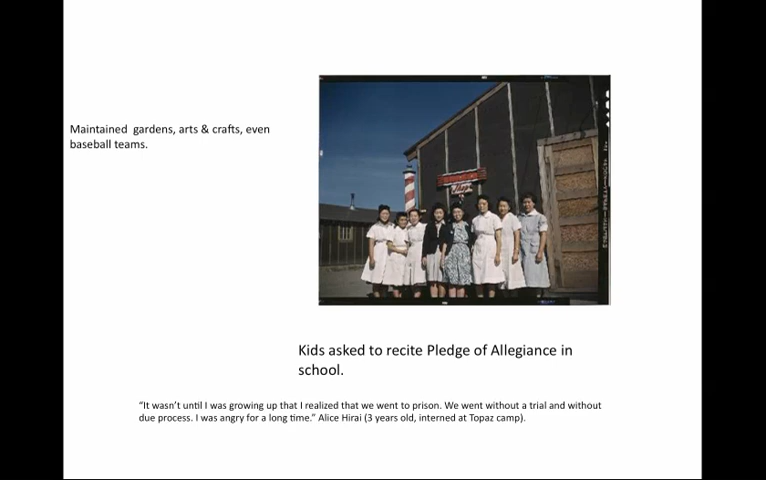 Maintained  gardens, arts & crafts, even
baseball teams.
Kids asked to recite Pledge of Allegiance in
school.
“It wasn’t until I was growing up that I realized that we went to prison. We went without a trial and without
due process. I was angry for a long time.” Alice Hirai (3 years old, interned at Topaz camp).